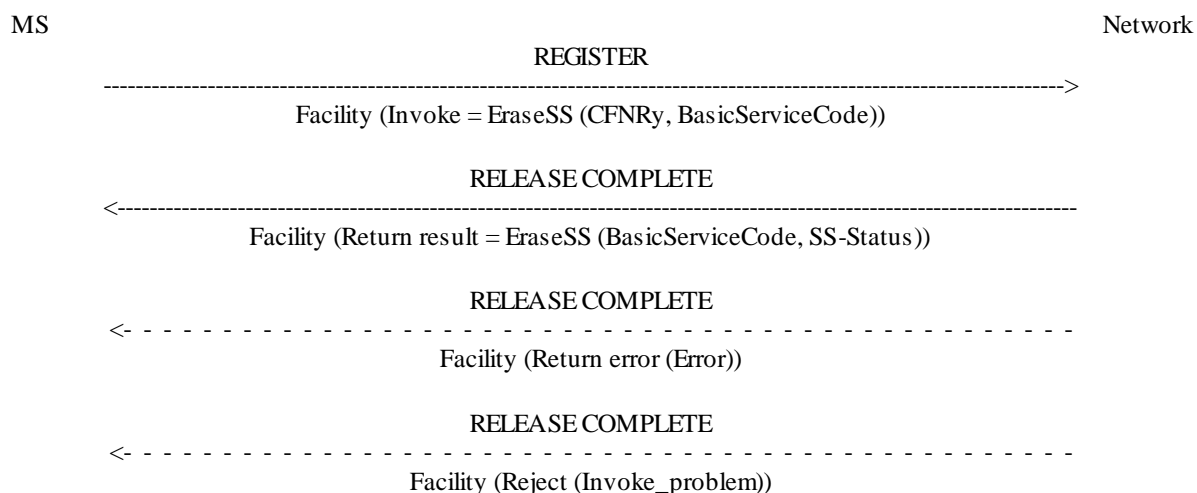 MS Network
REGISTER
Facility (Invoke = EraseSS (CFNRy, BasicServiceCode))
RELEASE COMPLETE
Facility (Return result = EraseSS (BasicServiceCode, SS-Status))
RELEASE COMPLETE
Facility (Return error (Error))
RELEASE COMPLETE
Facility (Reject (Invoke_problem))